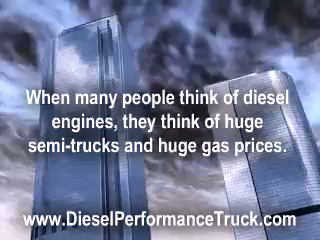 When many people think of diesel
engines, they think of huge
semi-trucks and huge gas prices.
www.DieselPerformanceTruck.com